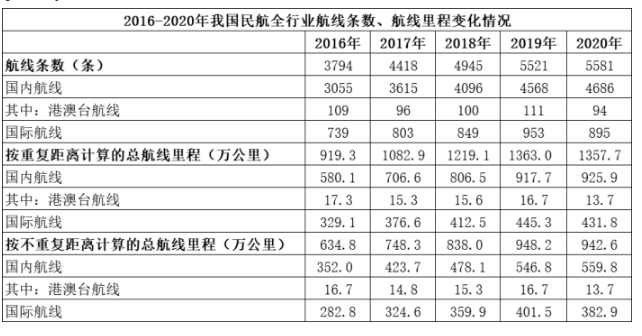 2016-2020年我国民航全行业航线条数、航线里程变化情况
2016年 2017年 2018年 2019年 2020年
航线条数（条） 3794 4418 4945 5521 5581
国内航线 3055 3615 4096 4568 4686
其中：港澳台航线 109 96 100 111 94
国际航线 739 803 849 953 895
按重复距离计算的总航线里程（万公里） 919.3 1082.9 1219.1 1363.0 1357.7
国内航线 580.1 706.6 806.5 917.7 925.9
其中：港澳台航线 17.3 15.3 15.6 16.7 13.7
国际航线 329.1 376.6 412.5 445.3 431.8
按不重复距离计算的总航线里程（万公里） 634.8 748.3 838.0 948.2 942.6
国内航线 352.0 423.7 478.1 546.8 559.8
其中：港澳台航线 16.7 14.8 15.3 16.7 13.7
国际航线 282.8 324.6 359.9 401.5 382.9